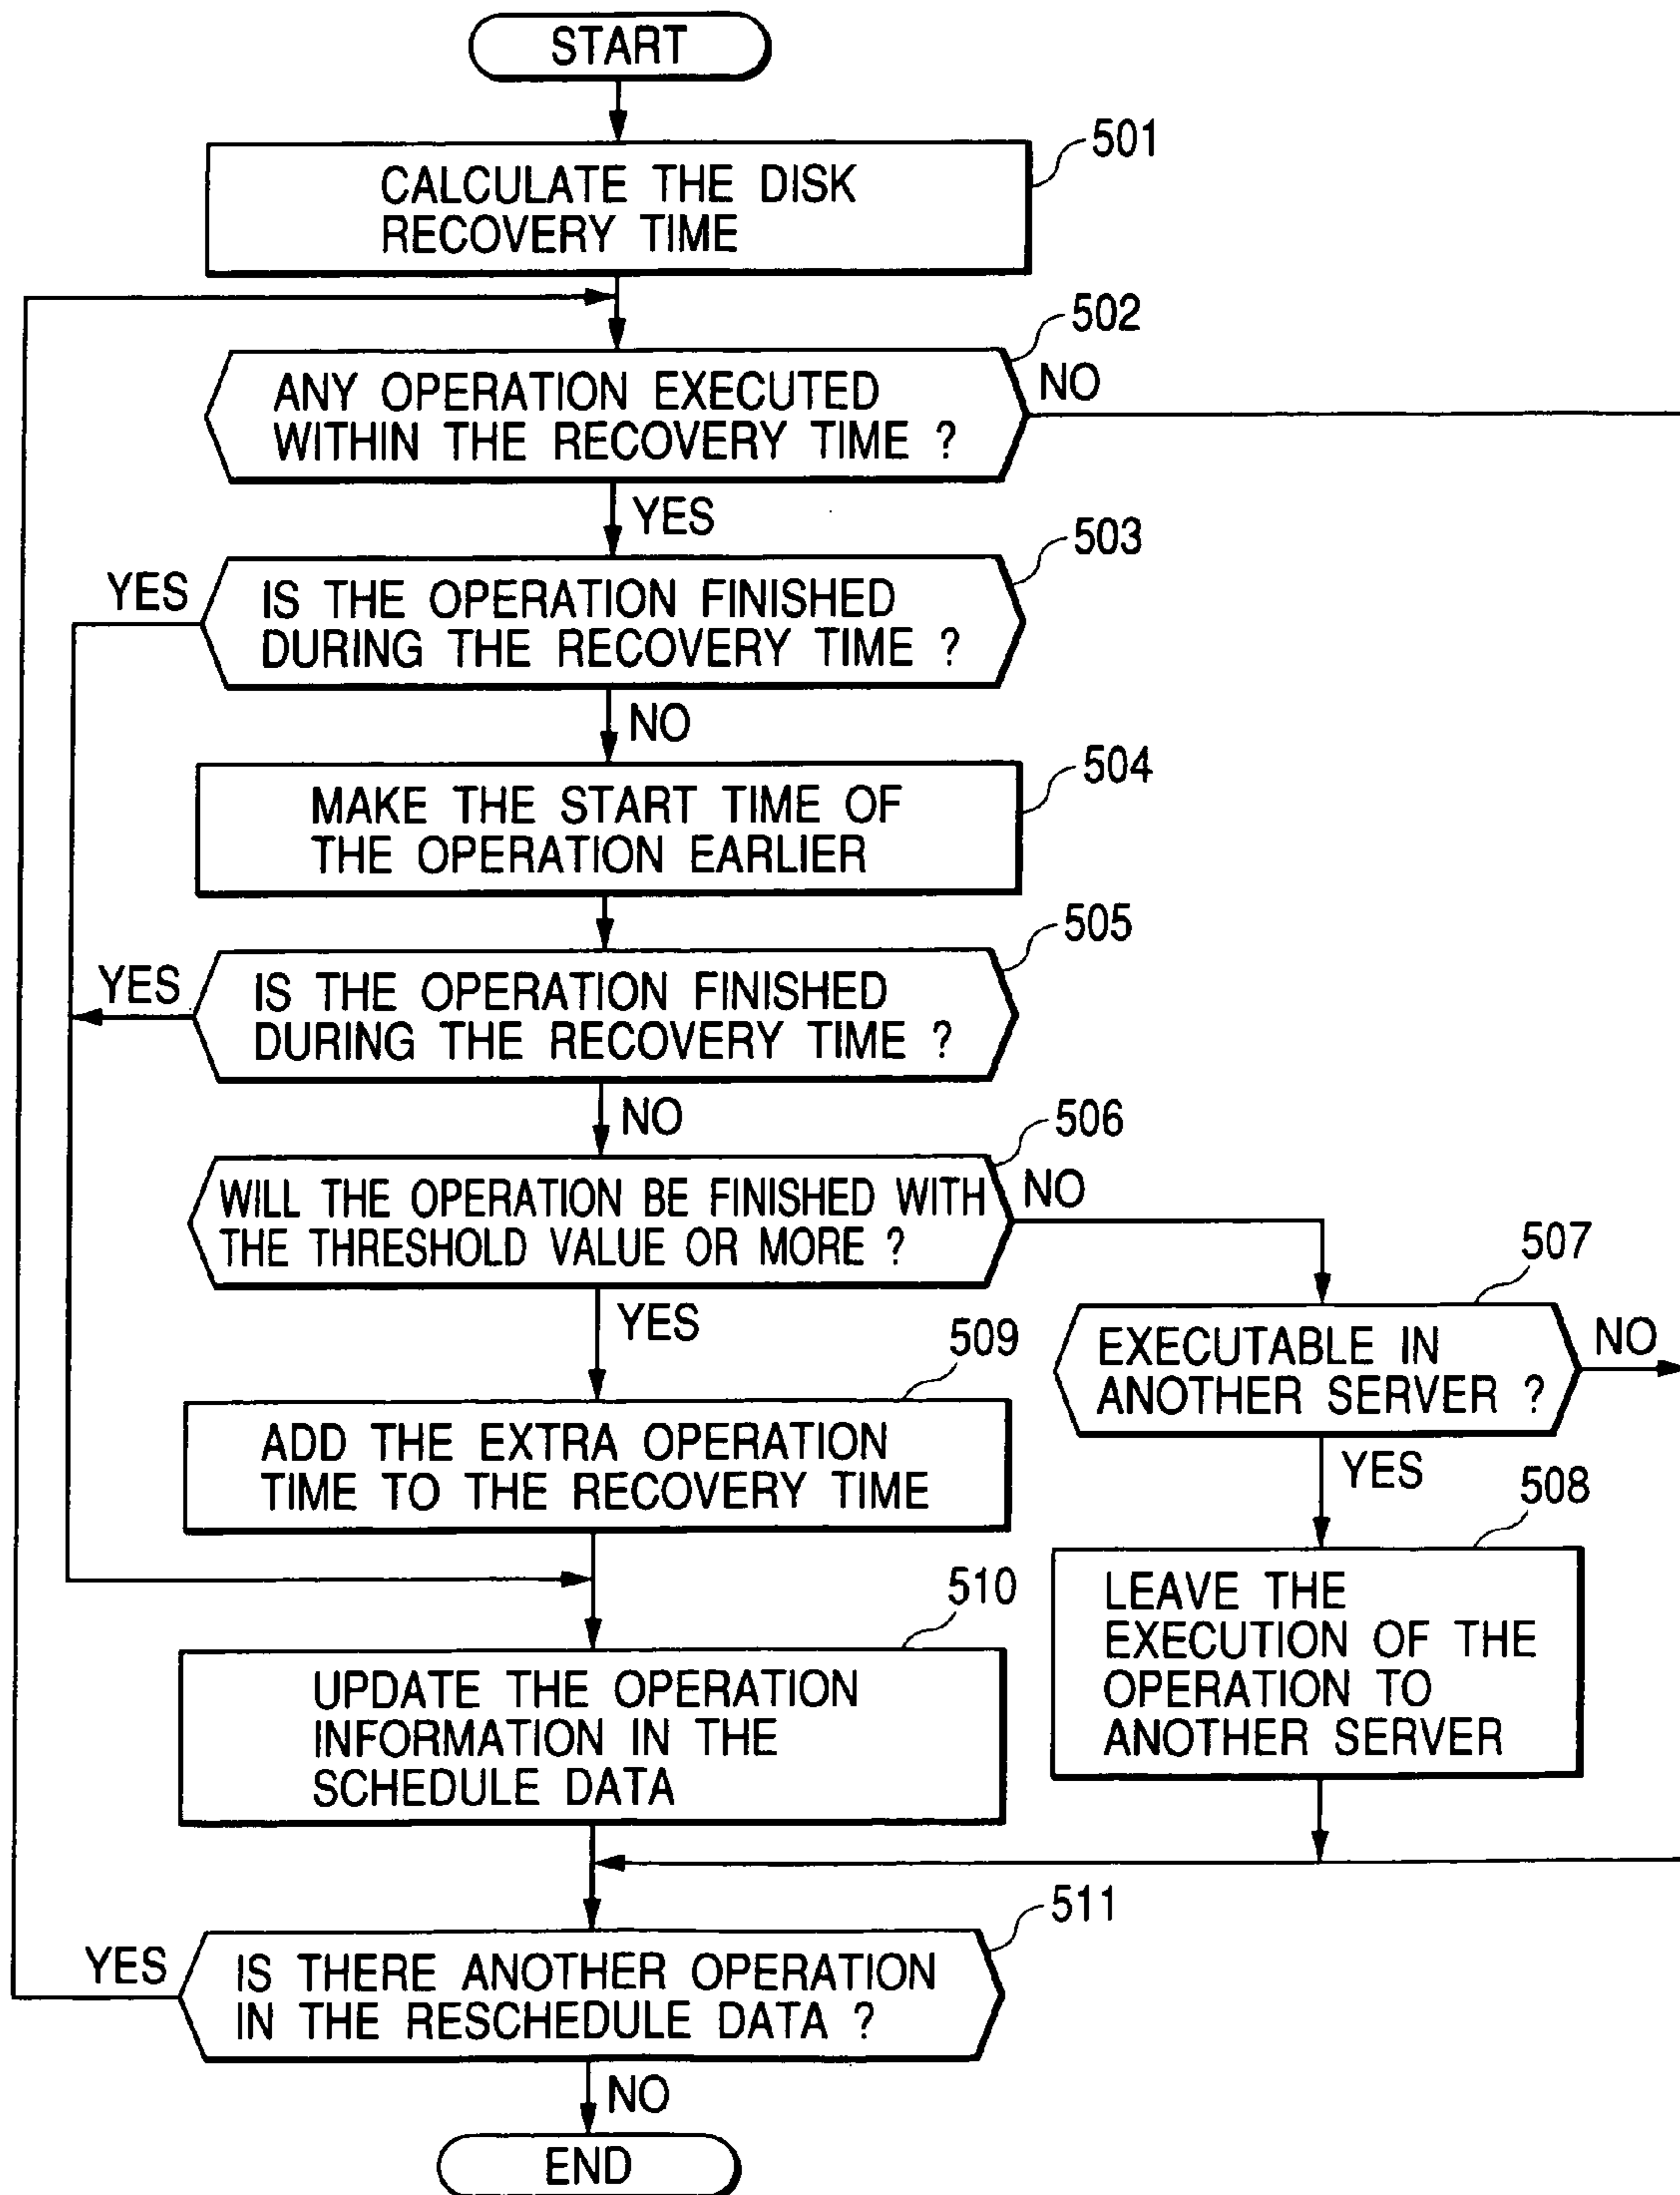 START
501
CALCULATE THE DISK
RECOVERY TIME
502
ANY OPERATION EXECUTED
WITHIN THE RECOVERY TIME ?
NO
YES
503
YES
IS THE OPERATION FINISHED
DURING THE RECOVERY TIME ?
NO
504
MAKE THE START TIME OF
THE OPERATION EARLIER
505
YES
IS THE OPERATION FINISHED
DURING THE RECOVERY TIME ?
NO
506
WILL THE OPERATION BE FINISHED WITH
THE THRESHOLD VALUE OR MORE ?
NO
YES
507
EXECUTABLE IN
ANOTHER SERVER ?
NO
YES
508
LEAVE THE
EXECUTION OF THE
OPERATION TO
ANOTHER SERVER
509
ADD THE EXTRA OPERATION
TIME TO THE RECOVERY TIME
510
UPDATE THE OPERATION
INFORMATION IN THE
SCHEDULE DATA
511
YES
IS THERE ANOTHER OPERATION
IN THE RESCHEDULE DATA ?
NO
END